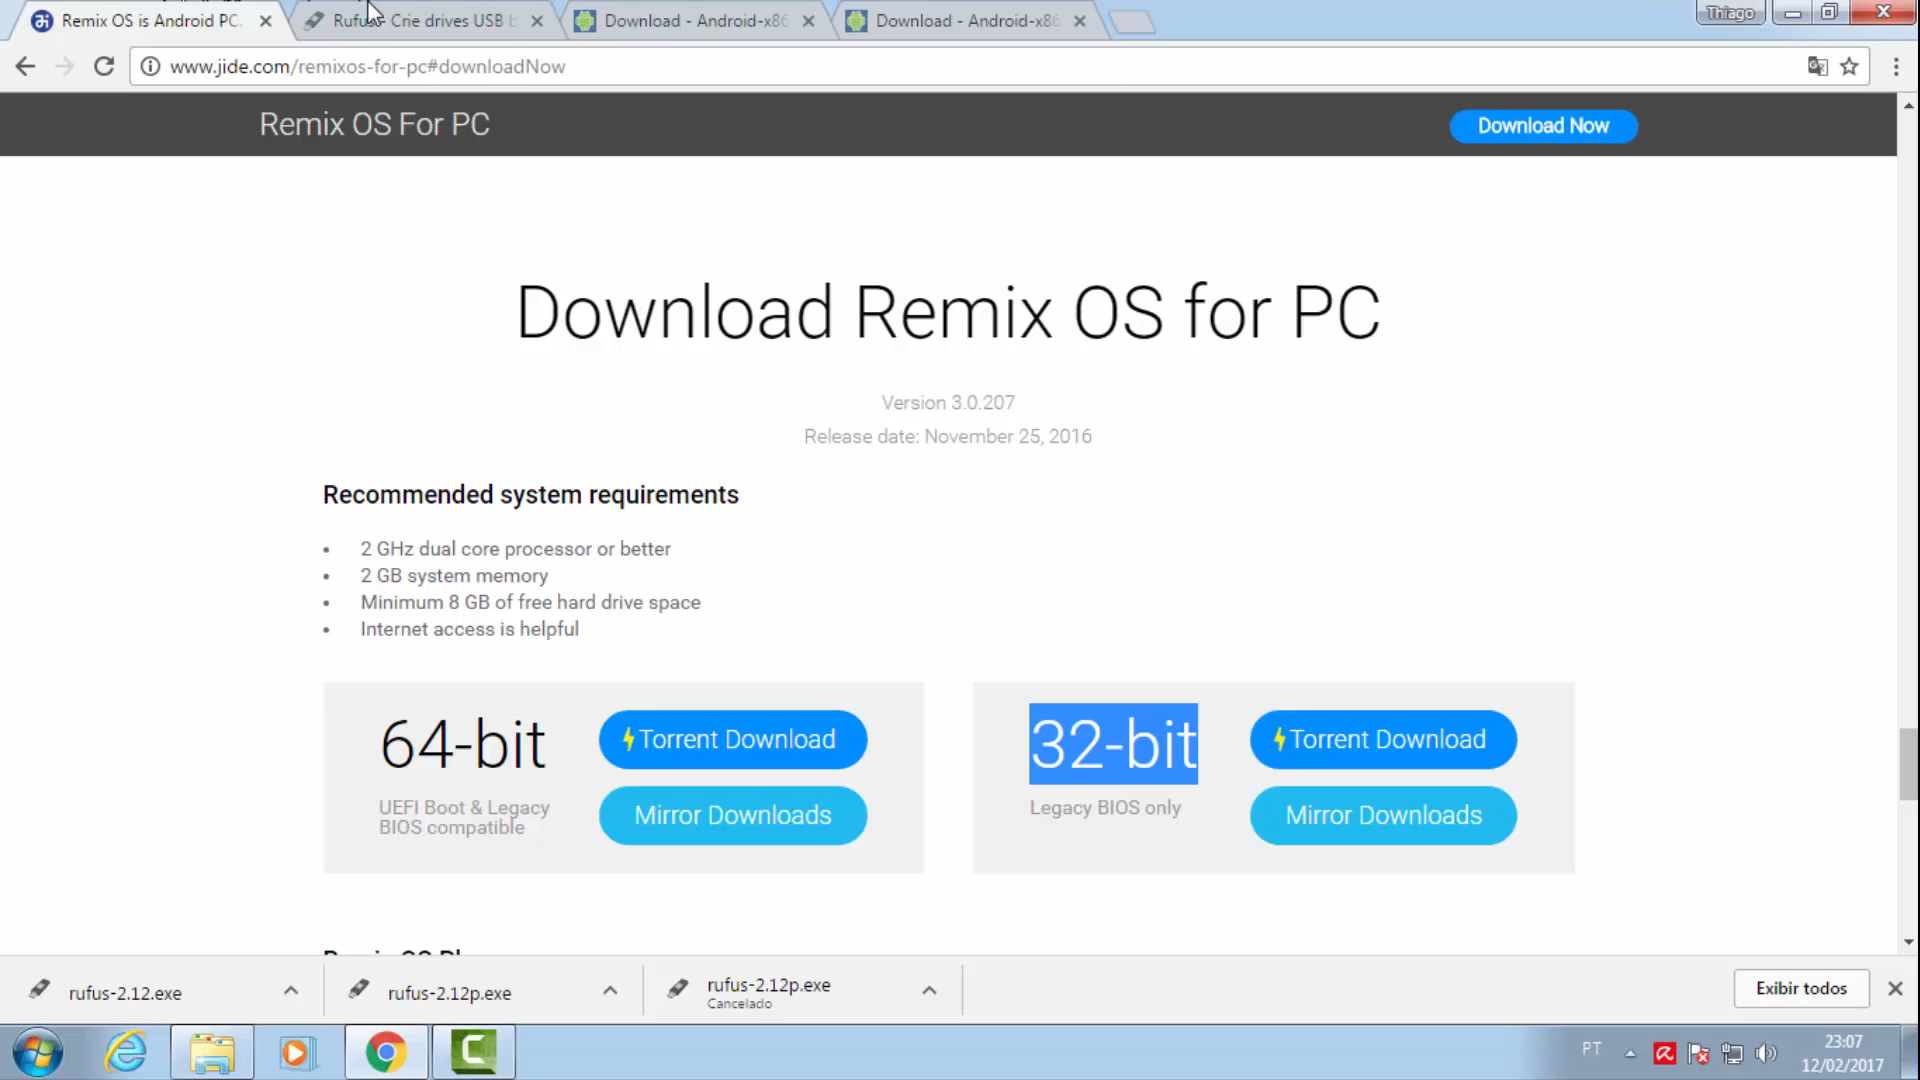 Remix OS is Android PC.
Rufus - Crie drives USB b
Download - Android-x86
Download - Android-x86
Thiago
www.jide.com/remixos-for-pc#downloadNow
Remix OS For PC
Download Now
Download Remix OS for PC
Version 3.0.207
Release date: November 25, 2016
Recommended system requirements
• 2 GHz dual core processor or better
• 2 GB system memory
• Minimum 8 GB of free hard drive space
• Internet access is helpful
64-bit
Torrent Download
UEFI Boot & Legacy
BIOS compatible
Mirror Downloads
32-bit
Torrent Download
Legacy BIOS only
Mirror Downloads
rufus-2.12.exe
rufus-2.12p.exe
rufus-2.12p.exe
Cancelado
Exibir todos
PT
23:07
12/02/2017